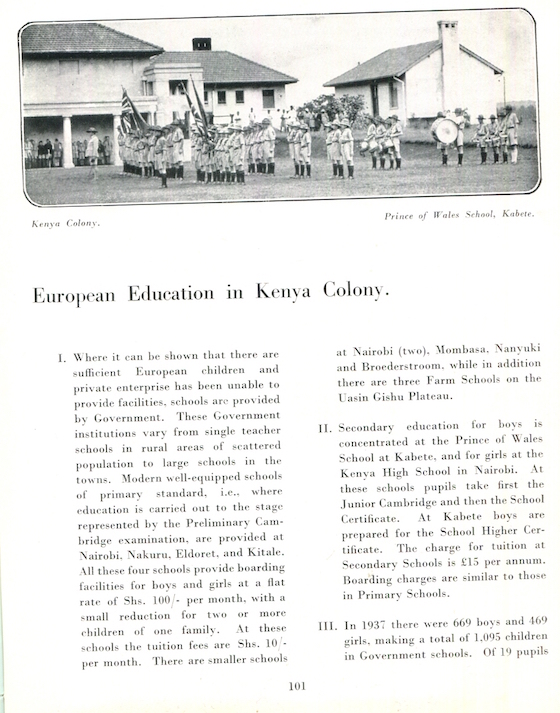 Kenya Colony.
Prince of Wales School, Kabete.
European Education in Kenya Colony.
I. Where it can be shown that there are
sufficient European children and
private enterprise has been unable to
provide facilities, schools are provided
by Government. These Government
institutions vary from single teacher
schools in rural areas of scattered
population to large schools in the
towns. Modern well-equipped schools
of primary standard, i.e., where
education is carried out to the stage
represented by the Preliminary Cam-
bridge examination, are provided at
Nairobi, Nakuru, Eldoret, and Kitale.
All these four schools provide boarding
facilities for boys and girls at a flat
rate of Shs. 100/- per month, with a
small reduction for two or more
children of one family. At these
schools the tuition fees are Shs. 10/-
per month. There are smaller schools
at Nairobi (two), Mombasa, Nanyuki
and Broederstroom, while in addition
there are three Farm Schools on the
Uasin Gishu Plateau.
II. Secondary education for boys is
concentrated at the Prince of Wales
School at Kabete, and for girls at the
Kenya High School in Nairobi. At
these schools pupils take first the
Junior Cambridge and then the School
Certificate. At Kabete boys are
prepared for the School Higher Cer-
tificate. The charge for tuition at
Secondary Schools is £15 per annum.
Boarding charges are similar to those
in Primary Schools.
III. In 1937 there were 669 boys and 469
girls, making a total of 1,095 children
in Government schools. Of 19 pupils
101